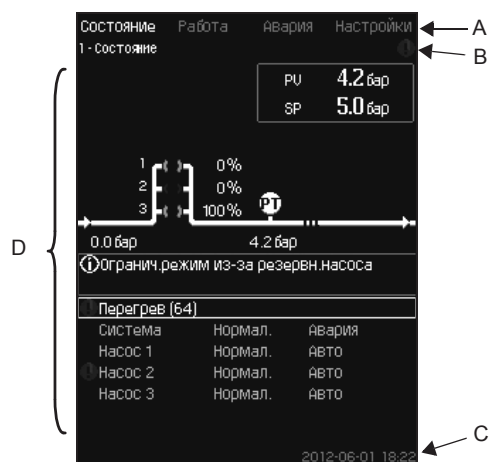 Состояние Работа Авария Настройки A
1 - Состояние B
PV 4.2 бар
SP 5.0 бар
D
1 0%
2 0%
3 100% PT
0.0 бар 4.2 бар
Огранич.режим из-за резервн.насоса
Перегрев (64)
Система Нормал. Авария
Насос 1 Нормал. Авто
Насос 2 Нормал. Авто
Насос 3 Нормал. Авто
C
2012-06-01 18:22